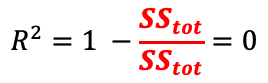 R² = 1 − SS_tot / SS_tot = 0